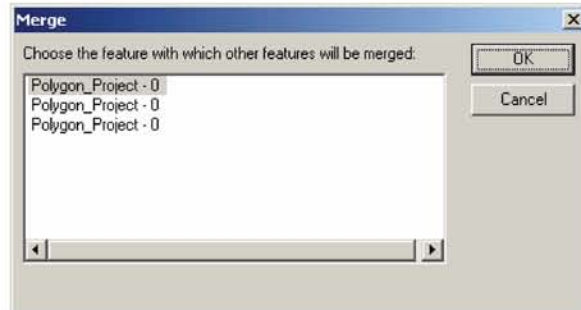 Merge
Choose the feature with which other features will be merged:
OK
Polygon_Project - 0
Cancel
Polygon_Project - 0
Polygon_Project - 0